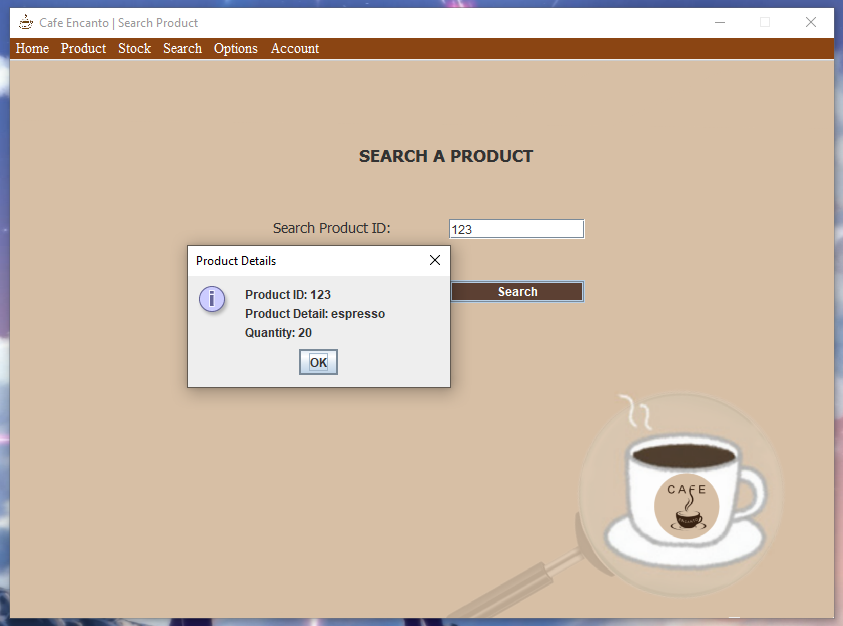 Cafe Encanto | Search Product
Home Product Stock Search Options Account
SEARCH A PRODUCT
Search Product ID: 123
Search
Product Details
Product ID: 123
Product Detail: espresso
Quantity: 20
OK
CAFE
ENCANTO